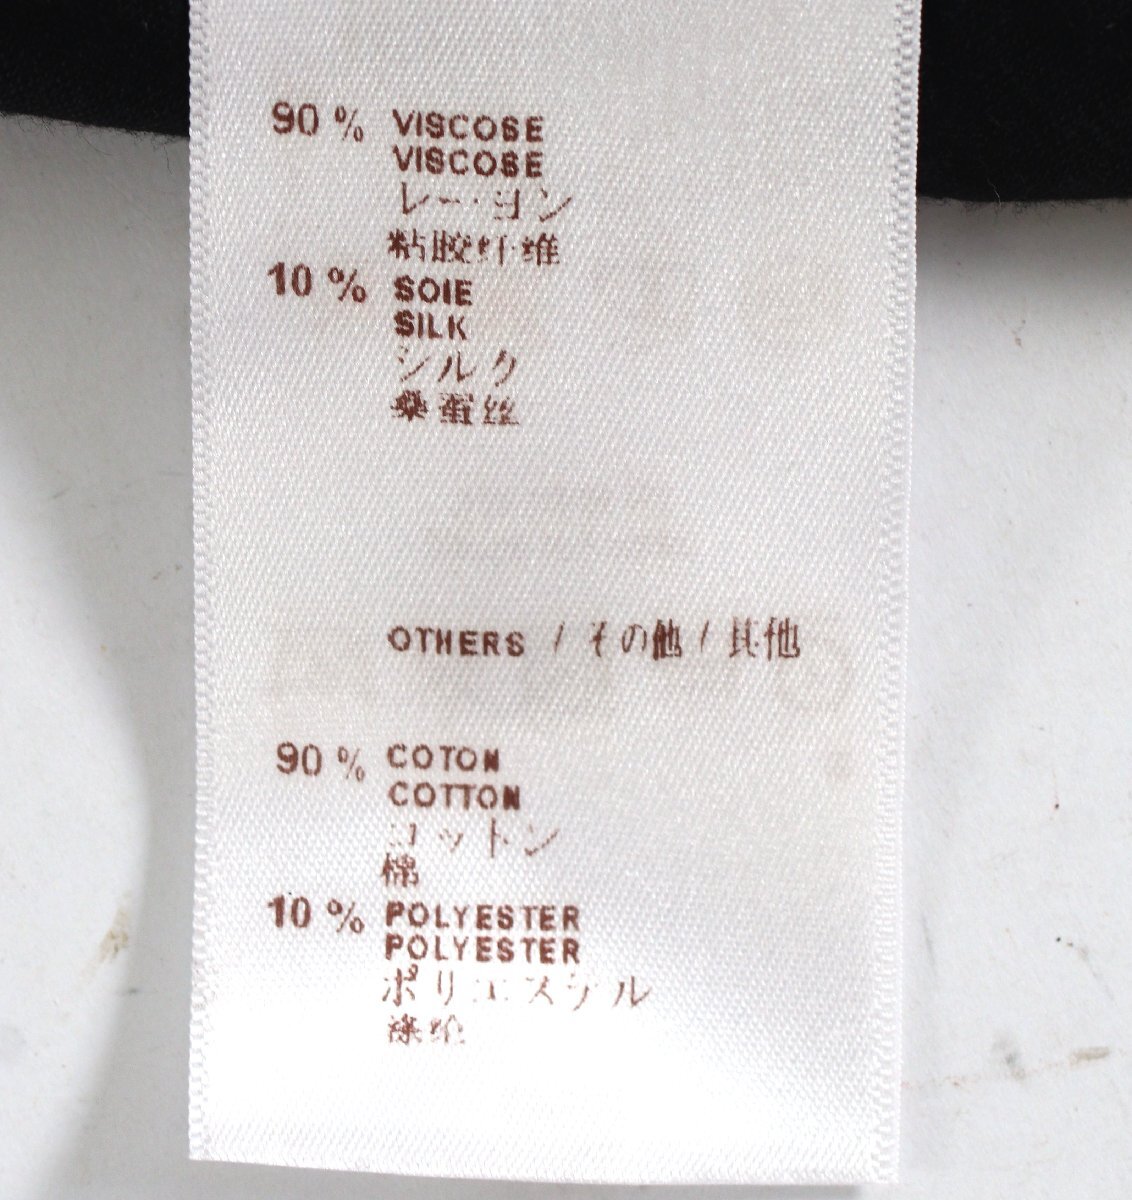 90 % VISCOSE
VISCOSE
レーヨン
粘胶纤维
10 % SOIE
SILK
シルク
桑蚕丝
OTHERS / その他 / 其他
90 % COTON
COTTON
コットン
棉
10 % POLYESTER
POLYESTER
ポリエステル
涤纶